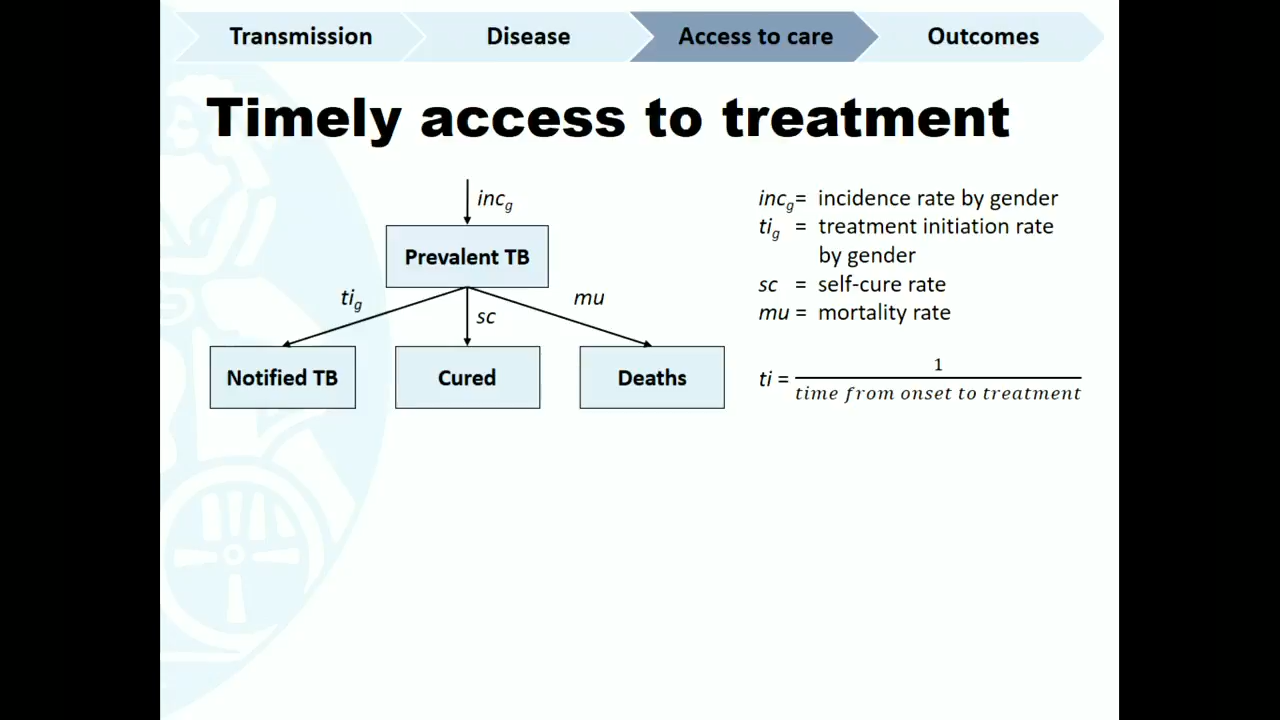 Transmission
Disease
Access to care
Outcomes
Timely access to treatment
inc_g
Prevalent TB
ti_g
sc
mu
Notified TB
Cured
Deaths
inc_g = incidence rate by gender
ti_g = treatment initiation rate
by gender
sc = self-cure rate
mu = mortality rate
ti = 1
time from onset to treatment